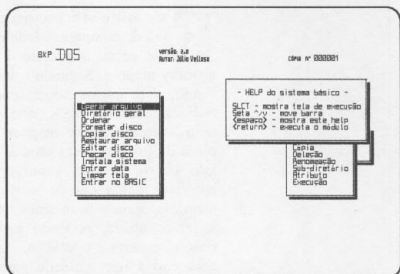 BKP DOS
versão. 2.0
Autor. Júlio Velloso
cópia nº 000001
Operar arquivo
Diretório geral
Ordenar
Formatar disco
Copiar disco
Restaurar arquivo
Editar disco
Checar disco
Instala sistema
Entrar data
Limpar tela
Entrar no BASIC
- HELP do sistema básico -
SLCT - mostra tela de execução
Seta ^/v - move barra
<espaço> - mostra este help
<return> - executa o módulo
Cópia
Deleção
Renomeação
Sub-diretório
Atributo
Execução